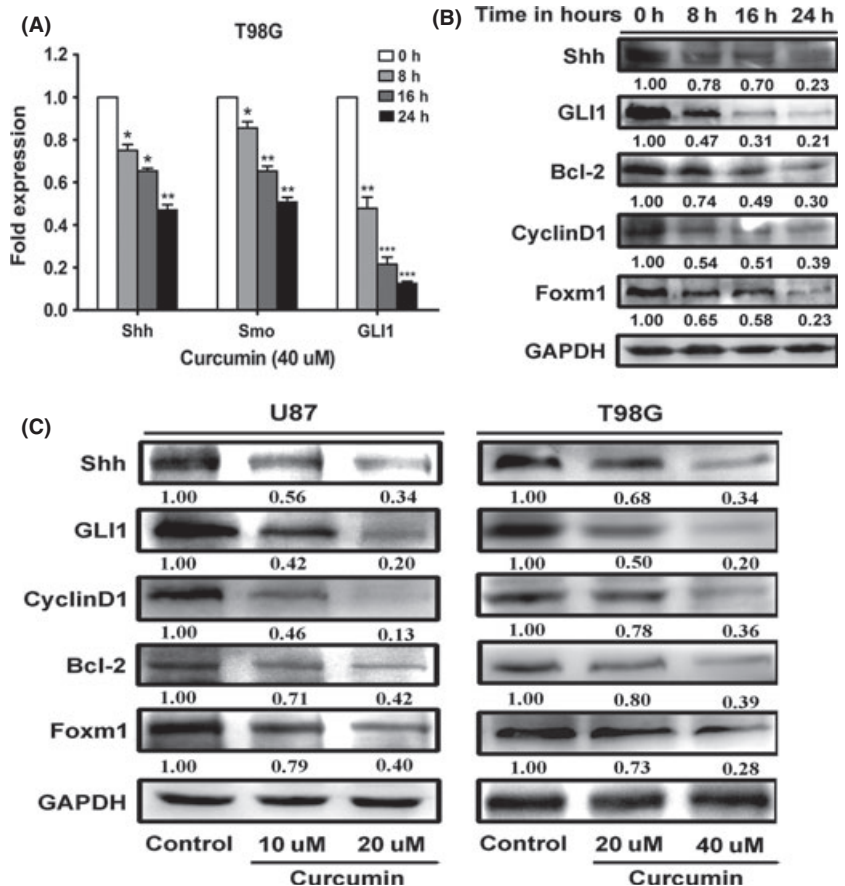 (A)
T98G
Fold expression
1.2
1.0
0.8
0.6
0.4
0.2
0.0
0 h
8 h
16 h
24 h
* * **
* ** **
** *** ***
Shh Smo GLI1
Curcumin (40 uM)
(B)
Time in hours 0 h 8 h 16 h 24 h
Shh
1.00 0.78 0.70 0.23
GLI1
1.00 0.47 0.31 0.21
Bcl-2
1.00 0.74 0.49 0.30
CyclinD1
1.00 0.54 0.51 0.39
Foxm1
1.00 0.65 0.58 0.23
GAPDH
(C)
U87 T98G
Shh
1.00 0.56 0.34 1.00 0.68 0.34
GLI1
1.00 0.42 0.20 1.00 0.50 0.20
CyclinD1
1.00 0.46 0.13 1.00 0.78 0.36
Bcl-2
1.00 0.71 0.42 1.00 0.80 0.39
Foxm1
1.00 0.79 0.40 1.00 0.73 0.28
GAPDH
Control 10 uM 20 uM Control 20 uM 40 uM
Curcumin Curcumin